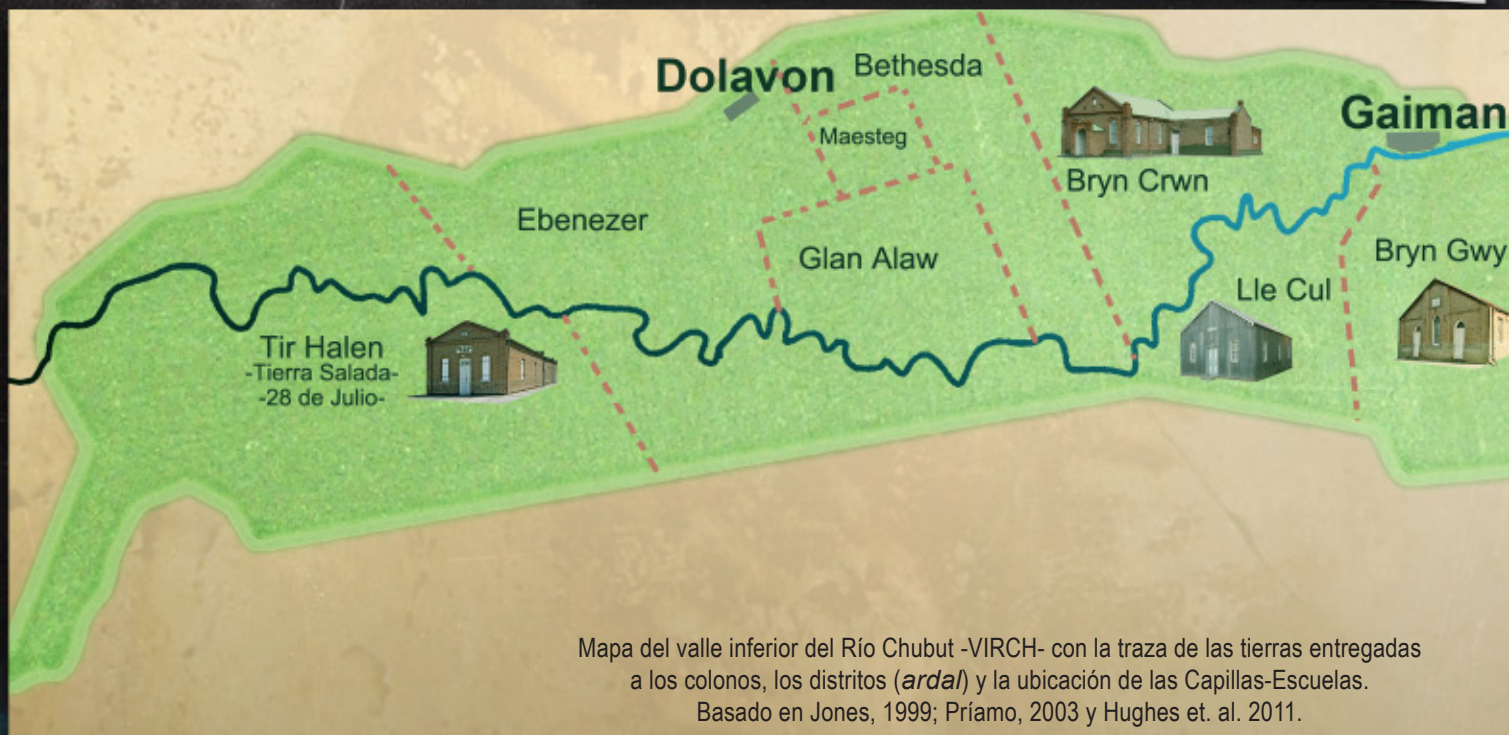 Dolavon
Bethesda
Maesteg
Gaiman
Bryn Crwn
Ebenezer
Glan Alaw
Bryn Gwy
Lle Cul
Tir Halen
-Tierra Salada-
-28 de Julio-
Mapa del valle inferior del Río Chubut -VIRCH- con la traza de las tierras entregadas
a los colonos, los distritos (ardal) y la ubicación de las Capillas-Escuelas.
Basado en Jones, 1999; Príamo, 2003 y Hughes et. al. 2011.